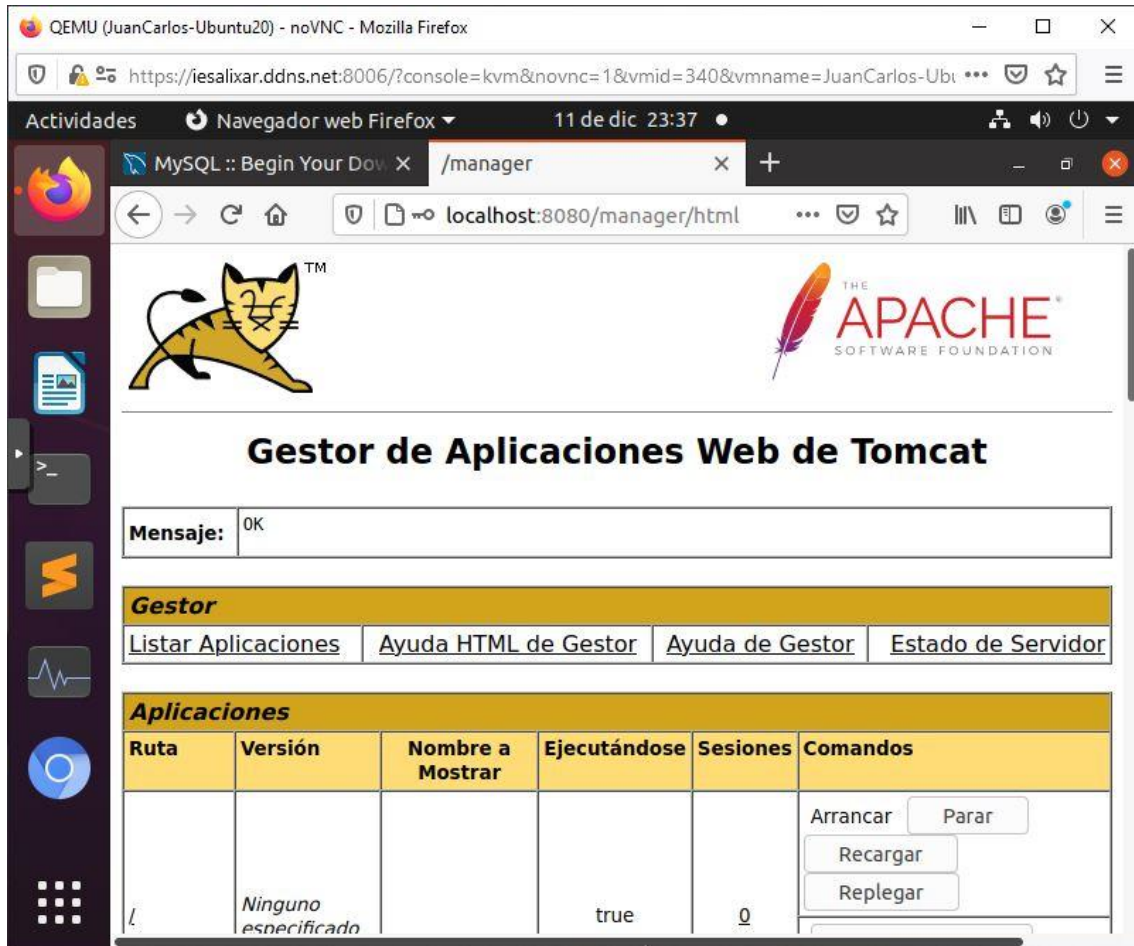 QEMU (JuanCarlos-Ubuntu20) - noVNC - Mozilla Firefox
https://iesalixar.ddns.net:8006/?console=kvm&novnc=1&vmid=340&vmname=JuanCarlos-Ubu
Actividades Navegador web Firefox 11 de dic 23:37
MySQL :: Begin Your Dow /manager
localhost:8080/manager/html
TM
THE
APACHE
SOFTWARE FOUNDATION
Gestor de Aplicaciones Web de Tomcat
Mensaje: OK
Gestor
Listar Aplicaciones Ayuda HTML de Gestor Ayuda de Gestor Estado de Servidor
Aplicaciones
Ruta Versión Nombre a Mostrar Ejecutándose Sesiones Comandos
Arrancar Parar
Recargar
Replegar
/ Ninguno especificado true 0